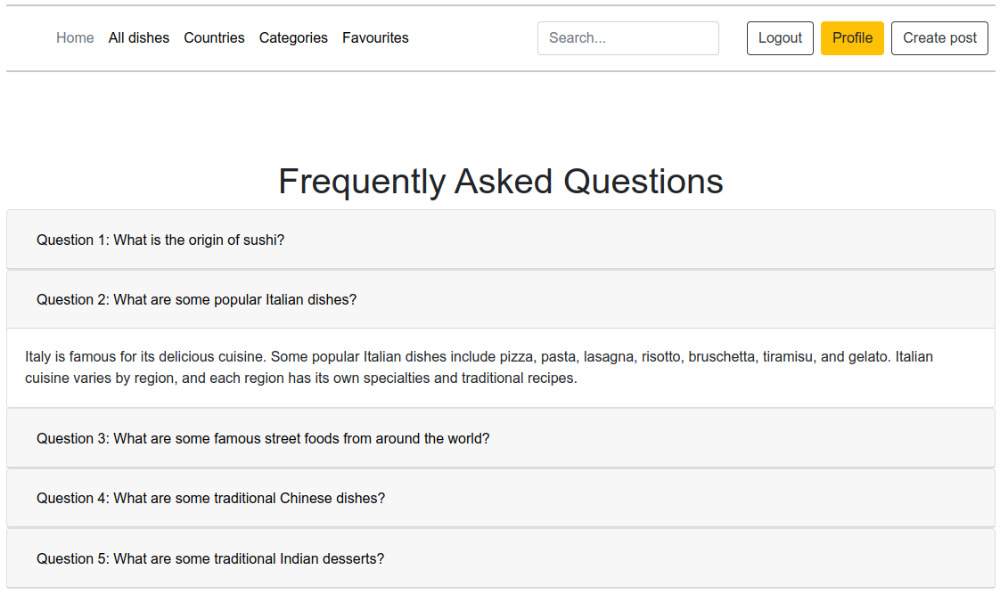 Home All dishes Countries Categories Favourites Search... Logout Profile Create post
Frequently Asked Questions
Question 1: What is the origin of sushi?
Question 2: What are some popular Italian dishes?
Italy is famous for its delicious cuisine. Some popular Italian dishes include pizza, pasta, lasagna, risotto, bruschetta, tiramisu, and gelato. Italian
cuisine varies by region, and each region has its own specialties and traditional recipes.
Question 3: What are some famous street foods from around the world?
Question 4: What are some traditional Chinese dishes?
Question 5: What are some traditional Indian desserts?